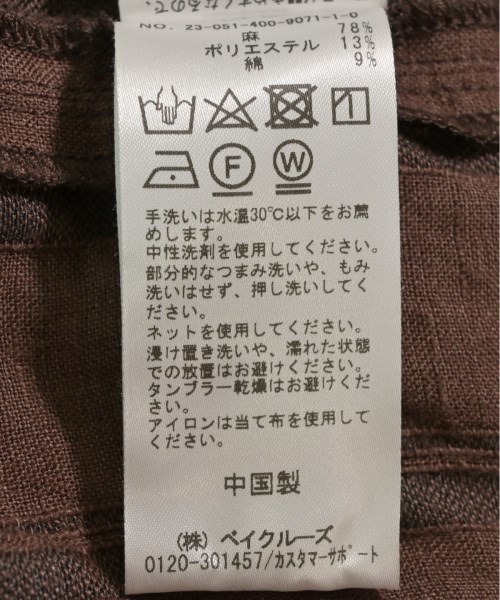 NO. 23-051-400-9071-1-0
麻 78%
ポリエステル 13%
綿 9%
F W
手洗いは水温30℃以下をお薦
めします。
中性洗剤を使用してください。
部分的なつまみ洗いや、もみ
洗いはせず、押し洗いしてく
ださい。
ネットを使用してください。
浸け置き洗いや、濡れた状態
での放置はお避けください。
タンブラー乾燥はお避けくだ
さい。
アイロンは当て布を使用して
ください。
中国製
(株) ベイクルーズ
0120-301457/カスタマーサポート